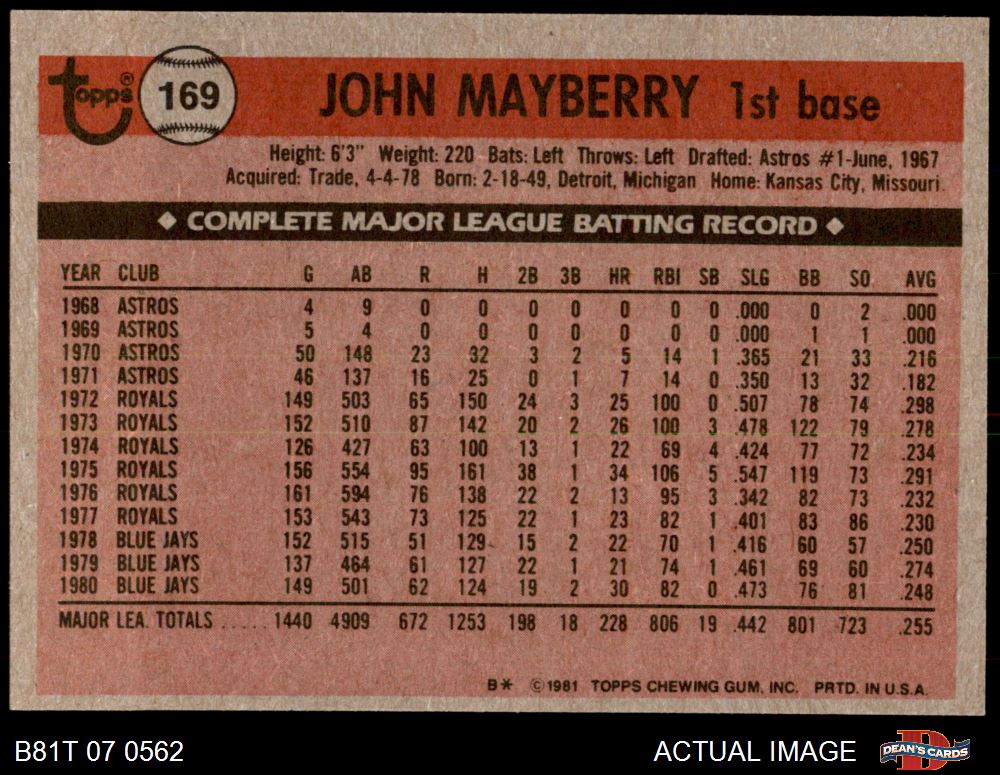 topps® 169 JOHN MAYBERRY 1st base
Height: 6'3" Weight: 220 Bats: Left Throws: Left Drafted: Astros #1-June, 1967
Acquired: Trade, 4-4-78 Born: 2-18-49, Detroit, Michigan Home: Kansas City, Missouri.
◆ COMPLETE MAJOR LEAGUE BATTING RECORD ◆
YEAR CLUB G AB R H 2B 3B HR RBI SB SLG BB SO AVG
1968 ASTROS 4 9 0 0 0 0 0 0 0 .000 0 2 .000
1969 ASTROS 5 4 0 0 0 0 0 0 0 .000 1 1 .000
1970 ASTROS 50 148 23 32 3 2 5 14 1 .365 21 33 .216
1971 ASTROS 46 137 16 25 0 1 7 14 0 .350 13 32 .182
1972 ROYALS 149 503 65 150 24 3 25 100 0 .507 78 74 .298
1973 ROYALS 152 510 87 142 20 2 26 100 3 .478 122 79 .278
1974 ROYALS 126 427 63 100 13 1 22 69 4 .424 77 72 .234
1975 ROYALS 156 554 95 161 38 1 34 106 5 .547 119 73 .291
1976 ROYALS 161 594 76 138 22 2 13 95 3 .342 82 73 .232
1977 ROYALS 153 543 73 125 22 1 23 82 1 .401 83 86 .230
1978 BLUE JAYS 152 515 51 129 15 2 22 70 1 .416 60 57 .250
1979 BLUE JAYS 137 464 61 127 22 1 21 74 1 .461 69 60 .274
1980 BLUE JAYS 149 501 62 124 19 2 30 82 0 .473 76 81 .248
MAJOR LEA. TOTALS ..... 1440 4909 672 1253 198 18 228 806 19 .442 801 723 .255
B* ©1981 TOPPS CHEWING GUM, INC. PRTD. IN U.S.A.
B81T 07 0562 ACTUAL IMAGE DEAN'S CARDS